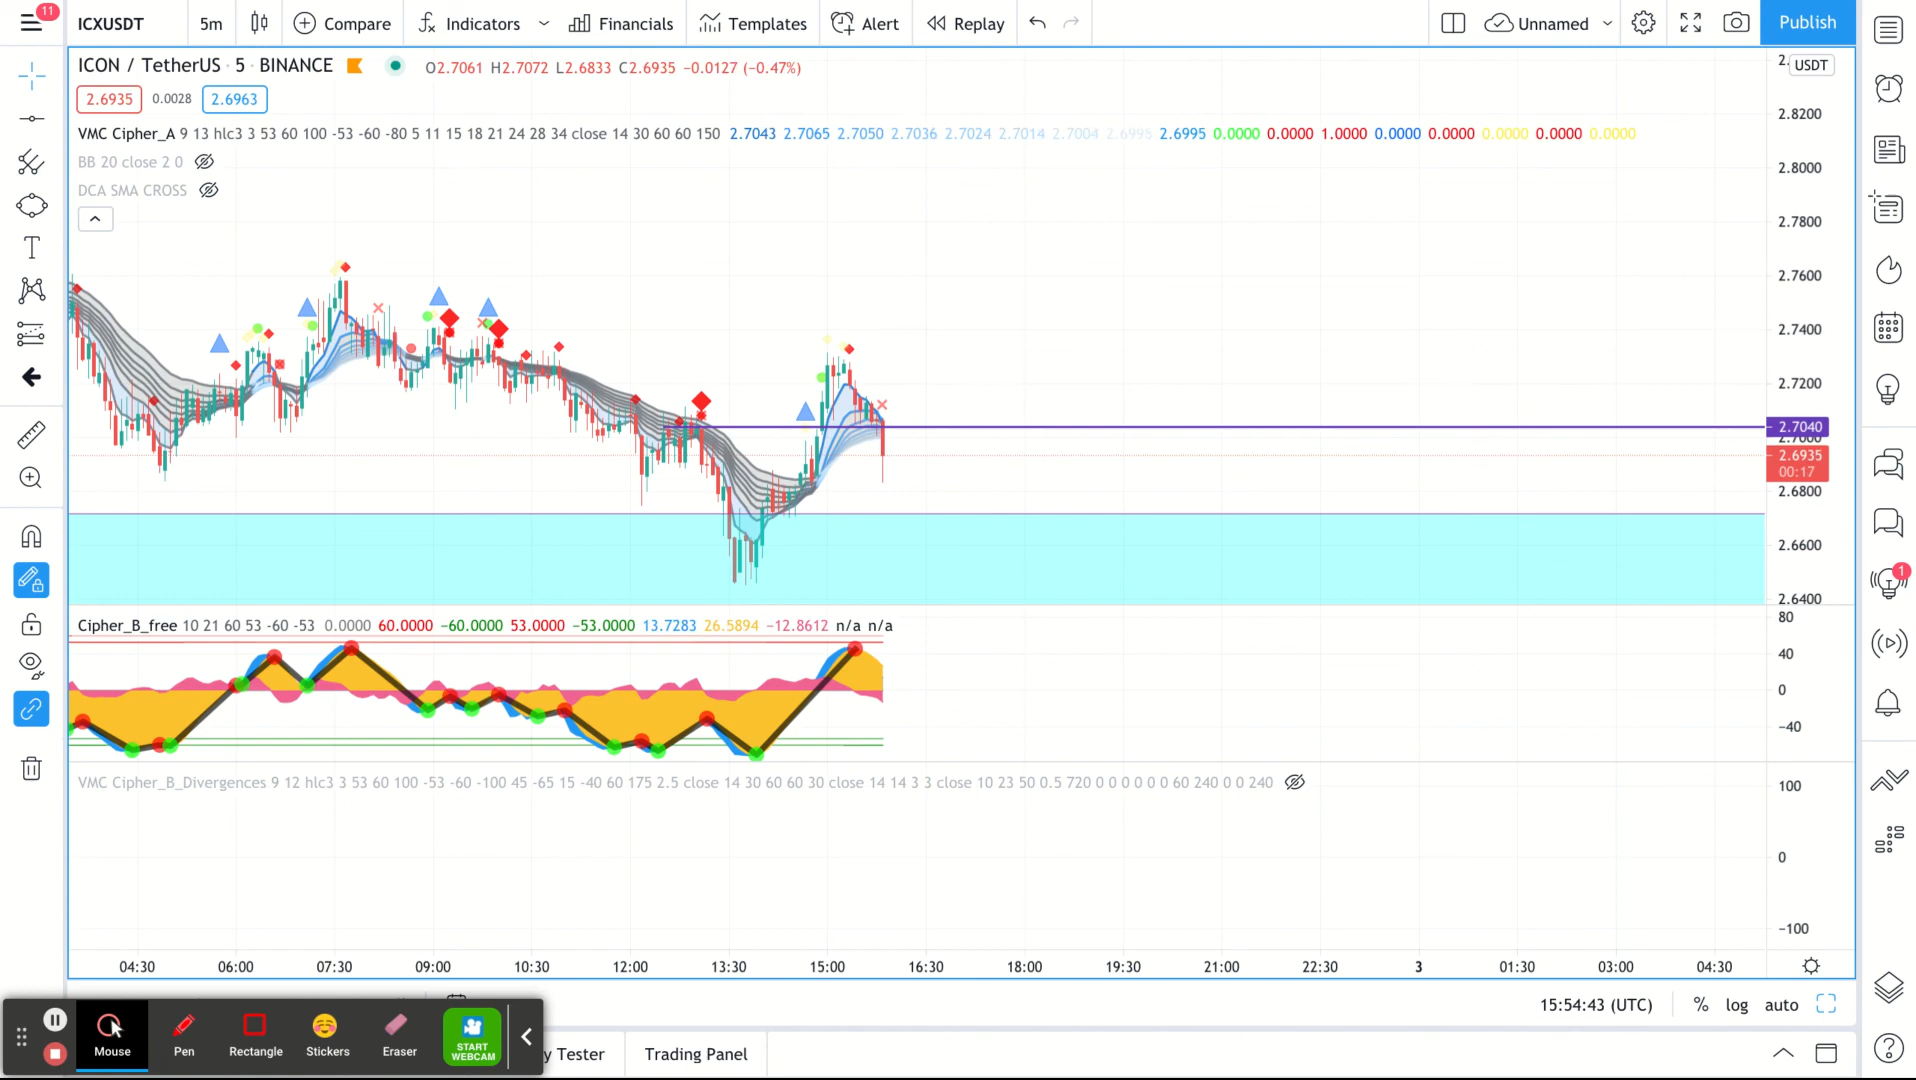 11
ICXUSDT
5m
Compare
Indicators
Financials
Templates
Alert
Replay
Unnamed
Publish
ICON / TetherUS · 5 · BINANCE
O2.7061 H2.7072 L2.6833 C2.6935 −0.0127 (−0.47%)
2.6935
0.0028
2.6963
VMC Cipher_A 9 13 hlc3 3 53 60 100 -53 -60 -80 5 11 15 18 21 24 28 34 close 14 30 60 60 150 2.7043 2.7065 2.7050 2.7036 2.7024 2.7014 2.7004 2.6995 2.6995 0.0000 0.0000 1.0000 0.0000 0.0000 0.0000 0.0000 0.0000
BB 20 close 2 0
DCA SMA CROSS
USDT
2.8200
2.8000
2.7800
2.7600
2.7400
2.7200
2.7040
2.7000
2.6935
00:17
2.6800
2.6600
2.6400
Cipher_B_free 10 21 60 53 -60 -53 0.0000 60.0000 −60.0000 53.0000 −53.0000 13.7283 26.5894 −12.8612 n/a n/a
80
40
0
−40
VMC Cipher_B_Divergences 9 12 hlc3 3 53 60 100 -53 -60 -100 45 -65 15 -40 60 175 2.5 close 14 30 60 60 30 close 14 14 3 3 close 10 23 50 0.5 720 0 0 0 0 0 0 60 240 0 0 240
100
0
−100
1
04:30
06:00
07:30
09:00
10:30
12:00
13:30
15:00
16:30
18:00
19:30
21:00
22:30
3
01:30
03:00
04:30
15:54:43 (UTC)
%
log
auto
Mouse
Pen
Rectangle
Stickers
Eraser
START
WEBCAM
y Tester
Trading Panel